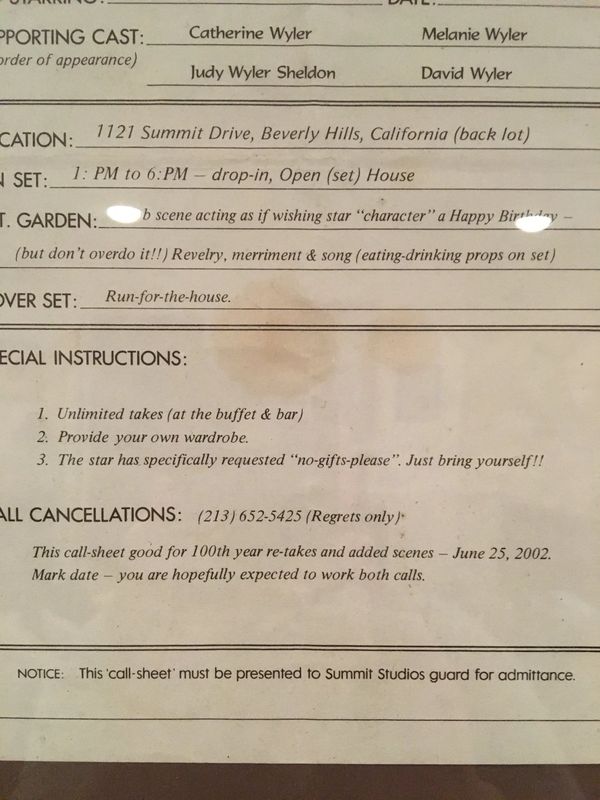 STARRING: DATE:
PPORTING CAST: Catherine Wyler Melanie Wyler
order of appearance)
Judy Wyler Sheldon David Wyler
CATION: 1121 Summit Drive, Beverly Hills, California (back lot)
N SET: 1: PM to 6:PM – drop-in, Open (set) House
T. GARDEN: b scene acting as if wishing star "character" a Happy Birthday –
(but don't overdo it!!) Revelry, merriment & song (eating-drinking props on set)
OVER SET: Run-for-the-house.
ECIAL INSTRUCTIONS:
1. Unlimited takes (at the buffet & bar)
2. Provide your own wardrobe.
3. The star has specifically requested "no-gifts-please". Just bring yourself!!
ALL CANCELLATIONS: (213) 652-5425 (Regrets only)
This call-sheet good for 100th year re-takes and added scenes – June 25, 2002.
Mark date – you are hopefully expected to work both calls.
NOTICE: This 'call-sheet' must be presented to Summit Studios guard for admittance.